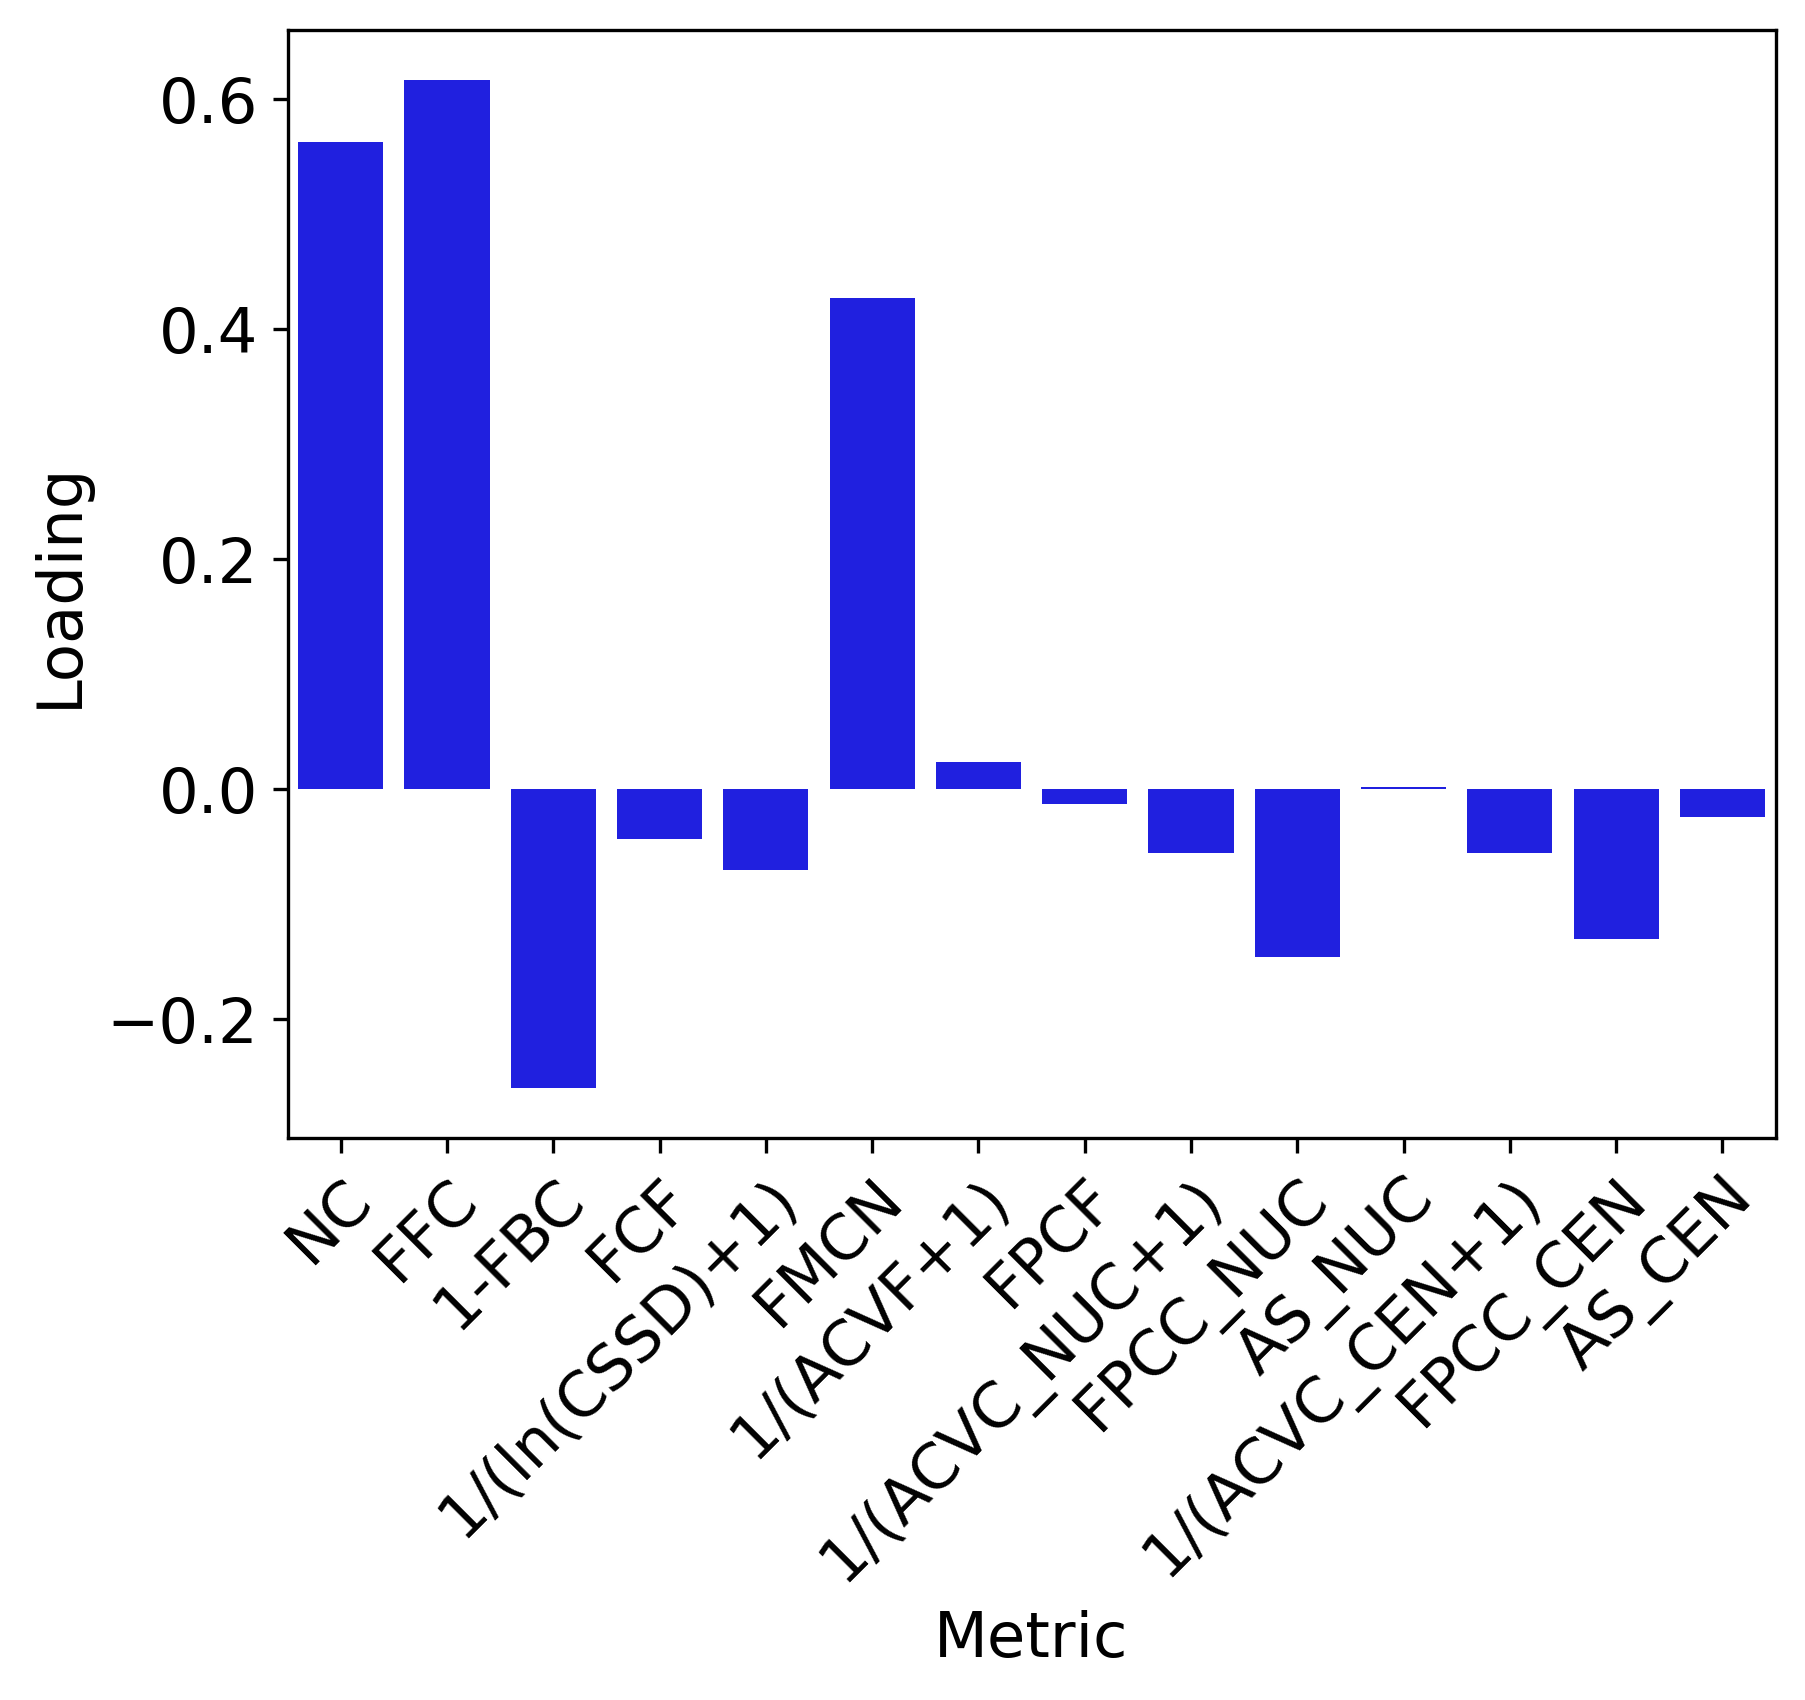 0.6
0.4
0.2
0.0
−0.2
Loading
NC
FFC
1-FBC
FCF
1/(ln(CSSD)+1)
FMCN
1/(ACVF+1)
FPCF
1/(ACVC_NUC+1)
FPCC_NUC
AS_NUC
1/(ACVC_CEN+1)
FPCC_CEN
AS_CEN
Metric